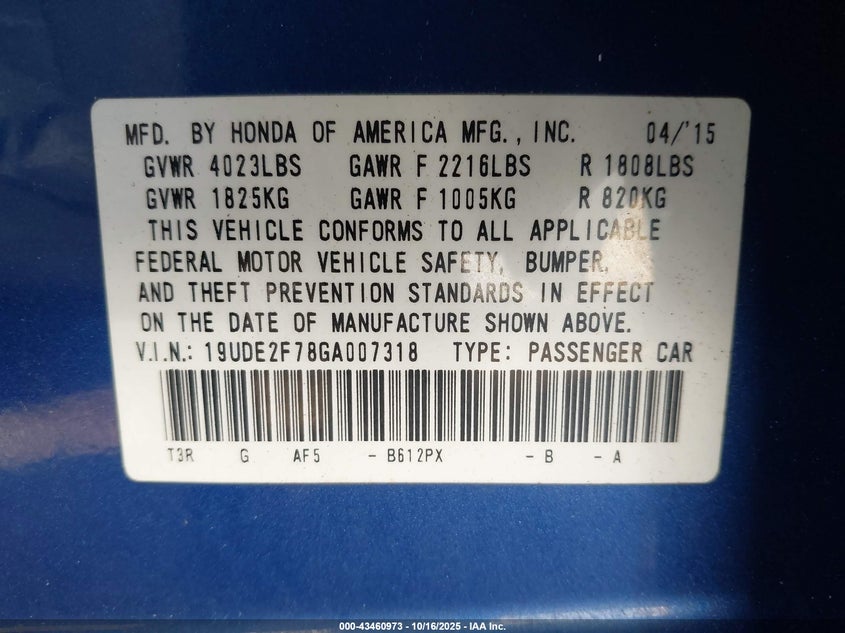 MFD. BY HONDA OF AMERICA MFG., INC. 04/'15
GVWR 4023LBS GAWR F 2216LBS R 1808LBS
GVWR 1825KG GAWR F 1005KG R 820KG
THIS VEHICLE CONFORMS TO ALL APPLICABLE
FEDERAL MOTOR VEHICLE SAFETY, BUMPER,
AND THEFT PREVENTION STANDARDS IN EFFECT
ON THE DATE OF MANUFACTURE SHOWN ABOVE.
V.I.N.: 19UDE2F78GA007318 TYPE: PASSENGER CAR
T3R G AF5 - B612PX - B - A
000-43460973 - 10/16/2025 - IAA Inc.